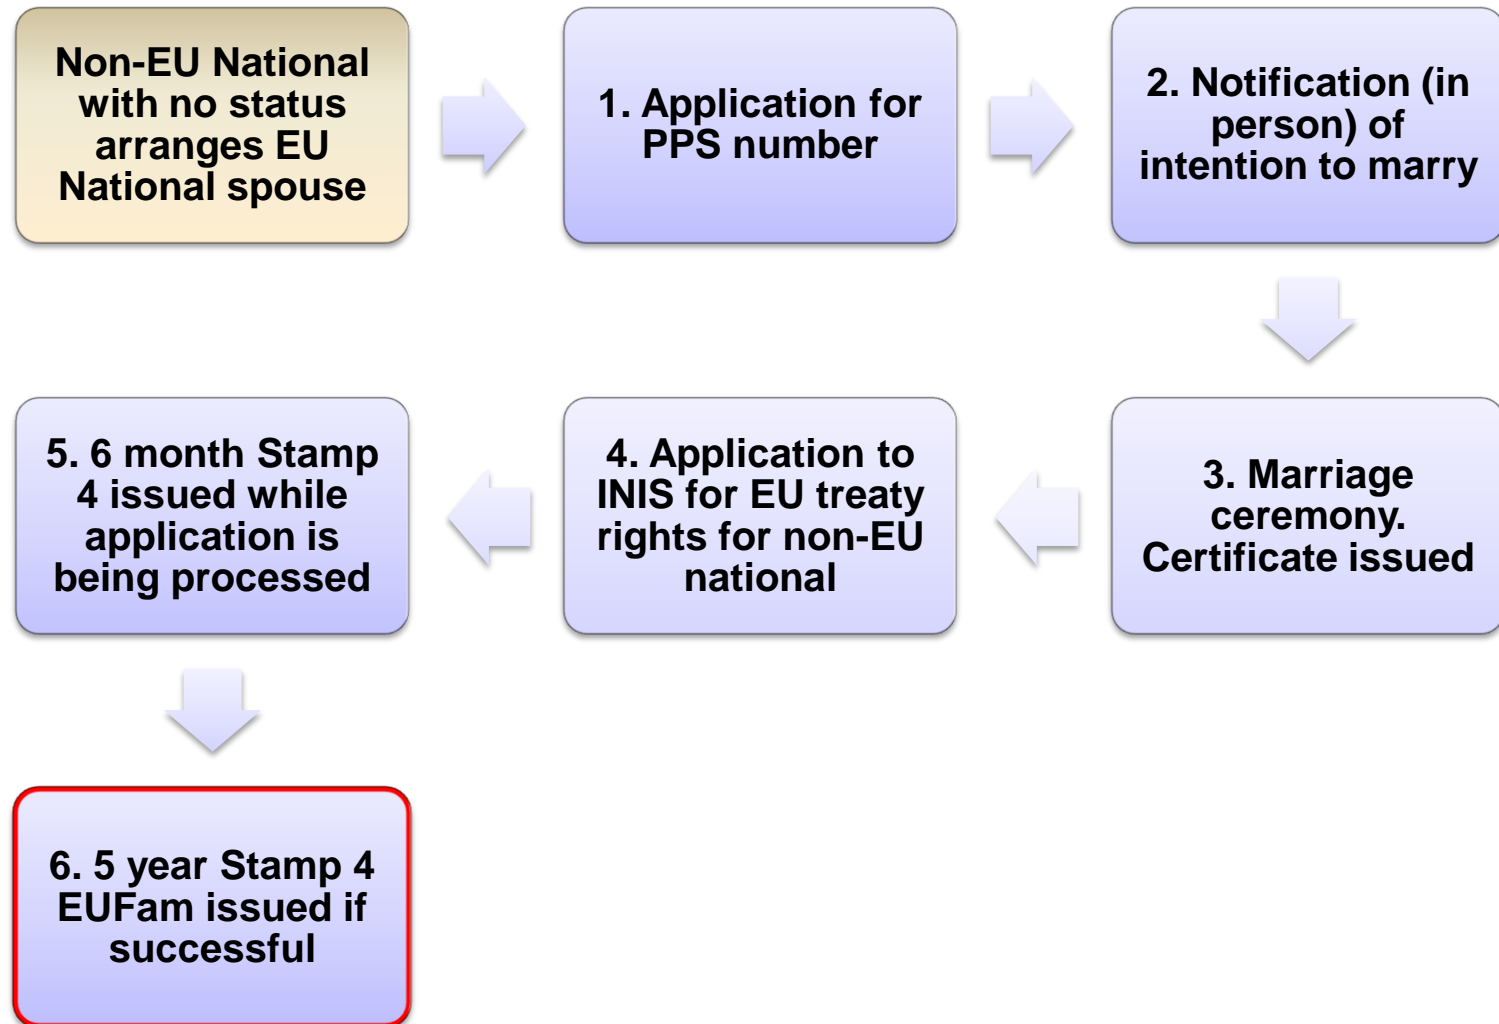 Non-EU National
with no status
arranges EU
National spouse
1. Application for
PPS number
2. Notification (in
person) of
intention to marry
3. Marriage
ceremony.
Certificate issued
4. Application to
INIS for EU treaty
rights for non-EU
national
5. 6 month Stamp
4 issued while
application is
being processed
6. 5 year Stamp 4
EUFam issued if
successful